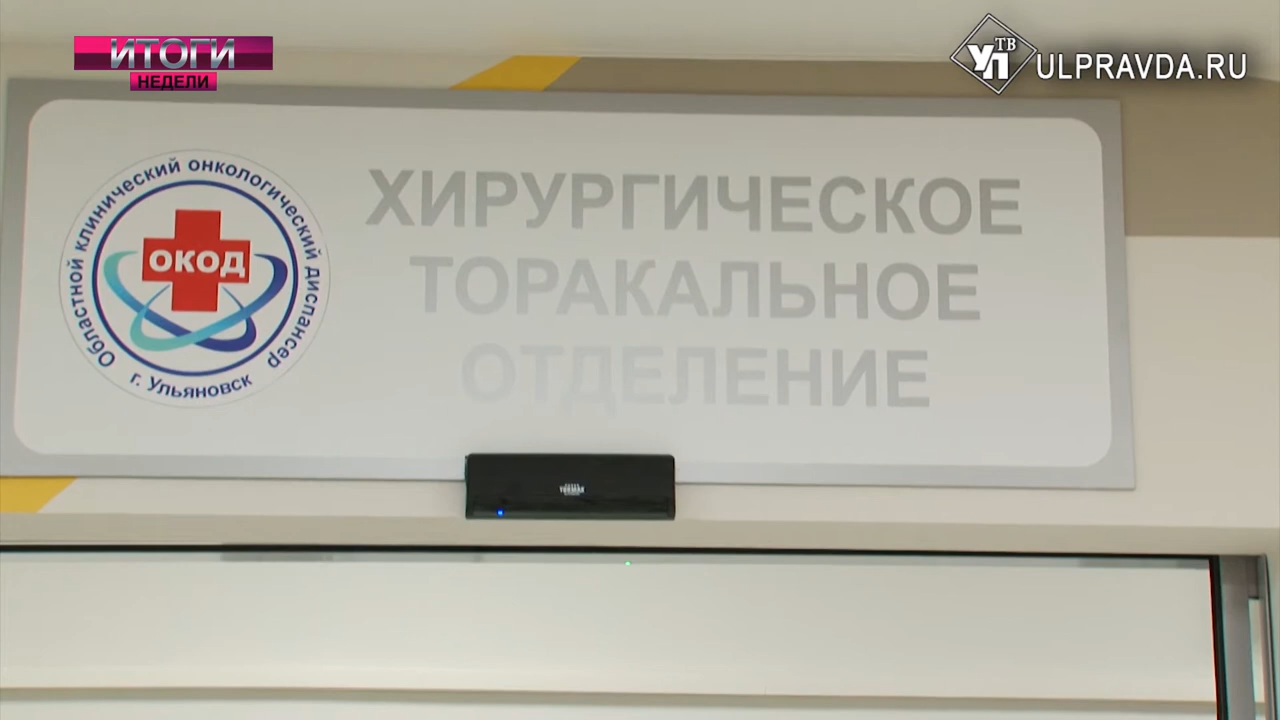 ИТОГИ
НЕДЕЛИ
УП ТВ
ULPRAVDA.RU
Областной клинический онкологический диспансер
ОКОД
г. Ульяновск
ХИРУРГИЧЕСКОЕ
ТОРАКАЛЬНОЕ
ОТДЕЛЕНИЕ